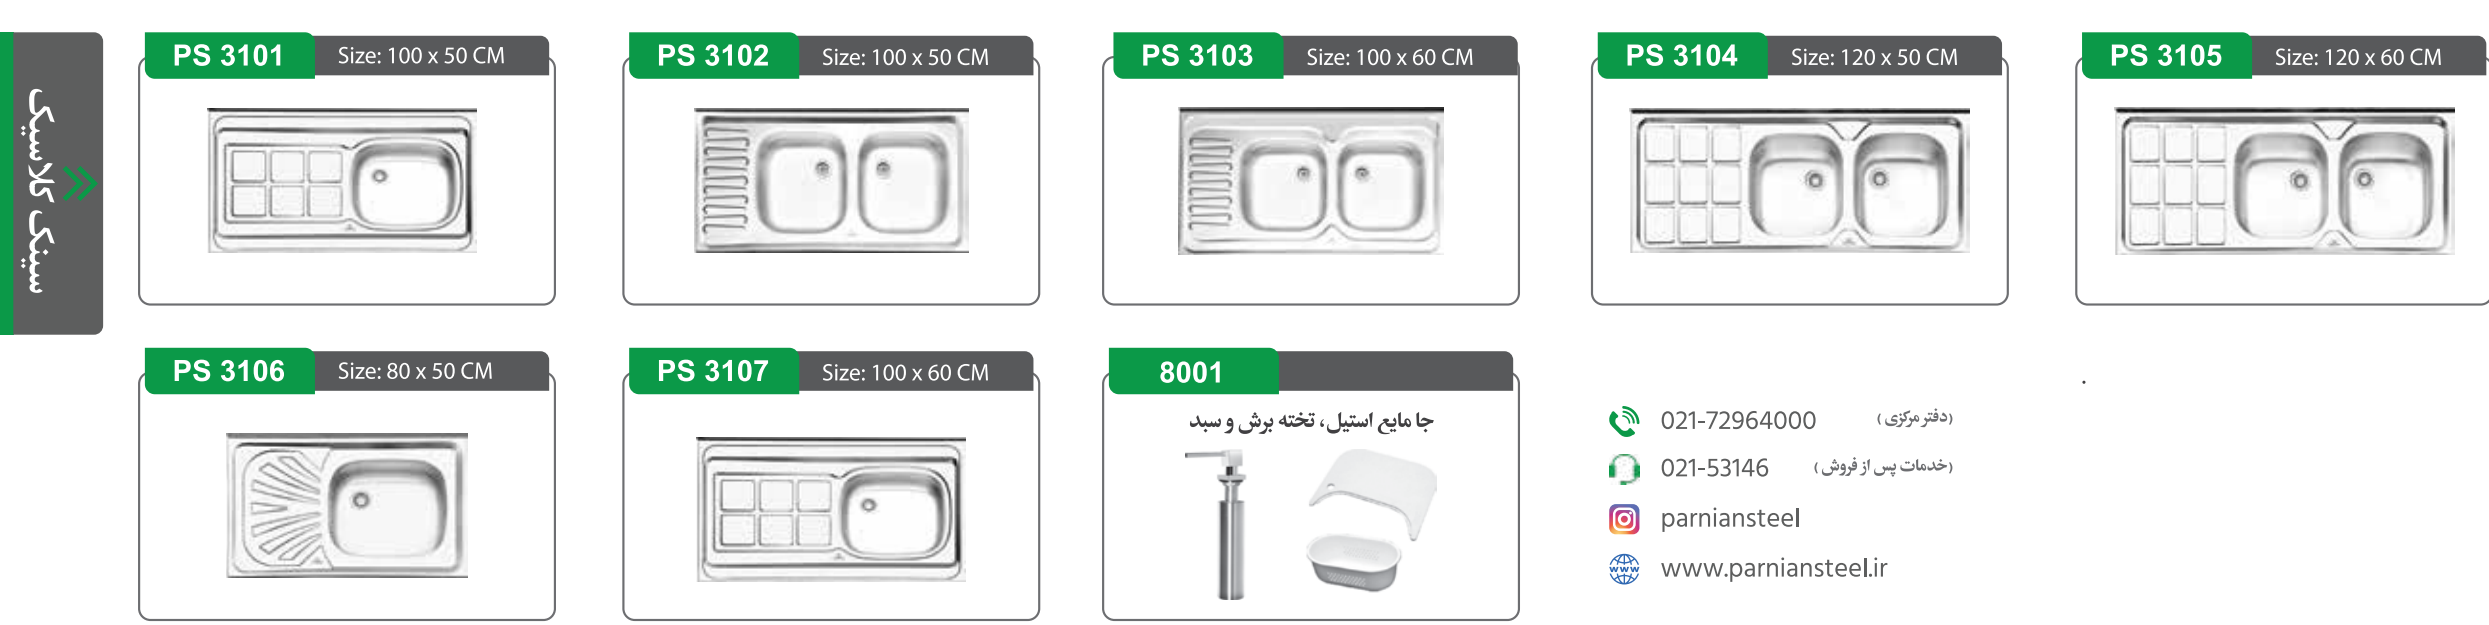 سینک کلاسیک
PS 3101 Size: 100 x 50 CM
PS 3102 Size: 100 x 50 CM
PS 3103 Size: 100 x 60 CM
PS 3104 Size: 120 x 50 CM
PS 3105 Size: 120 x 60 CM
PS 3106 Size: 80 x 50 CM
PS 3107 Size: 100 x 60 CM
8001
جا مایع استیل، تخته برش و سبد
021-72964000 (دفتر مرکزی)
021-53146 (خدمات پس از فروش)
parniansteel
www.parniansteel.ir